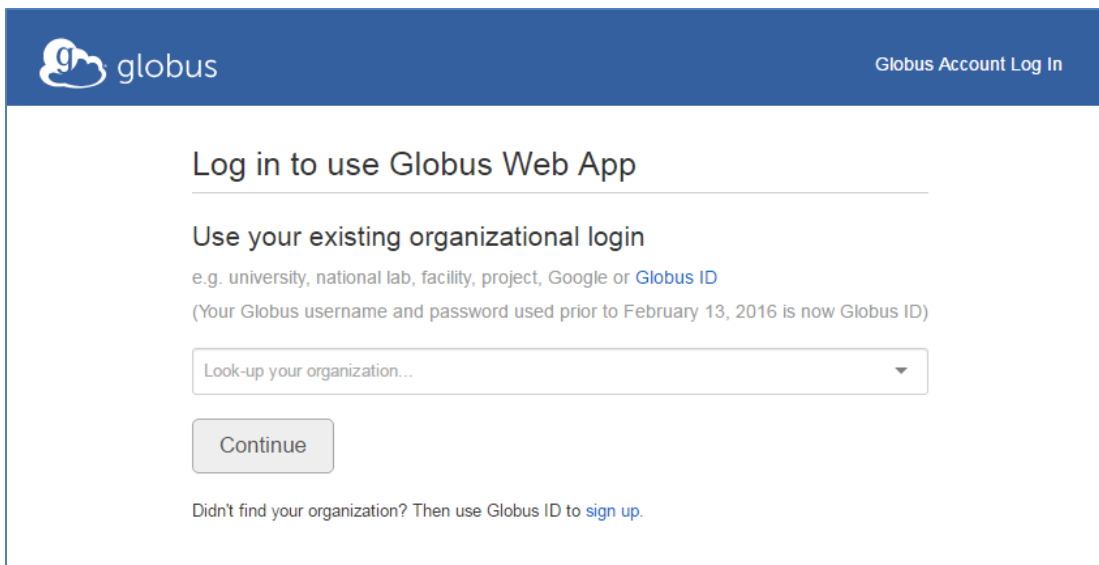 g globus
Globus Account Log In
Log in to use Globus Web App
Use your existing organizational login
e.g. university, national lab, facility, project, Google or Globus ID
(Your Globus username and password used prior to February 13, 2016 is now Globus ID)
Look-up your organization...
Continue
Didn't find your organization? Then use Globus ID to sign up.